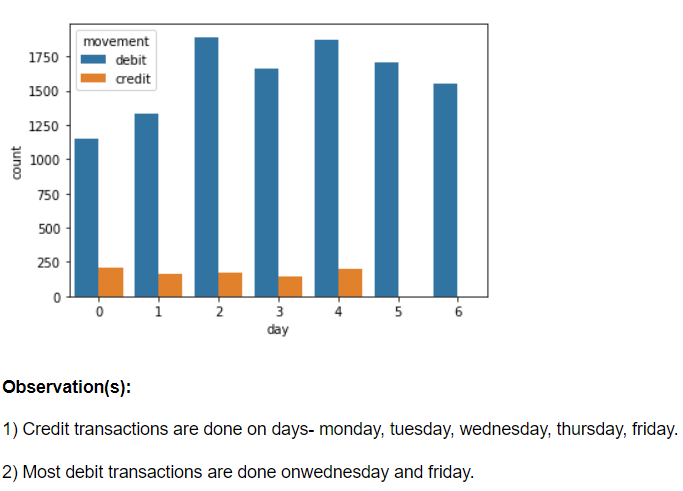 movement
debit
credit
1750
1500
1250
1000
750
500
250
0
count
0 1 2 3 4 5 6
day
Observation(s):
1) Credit transactions are done on days- monday, tuesday, wednesday, thursday, friday.
2) Most debit transactions are done onwednesday and friday.